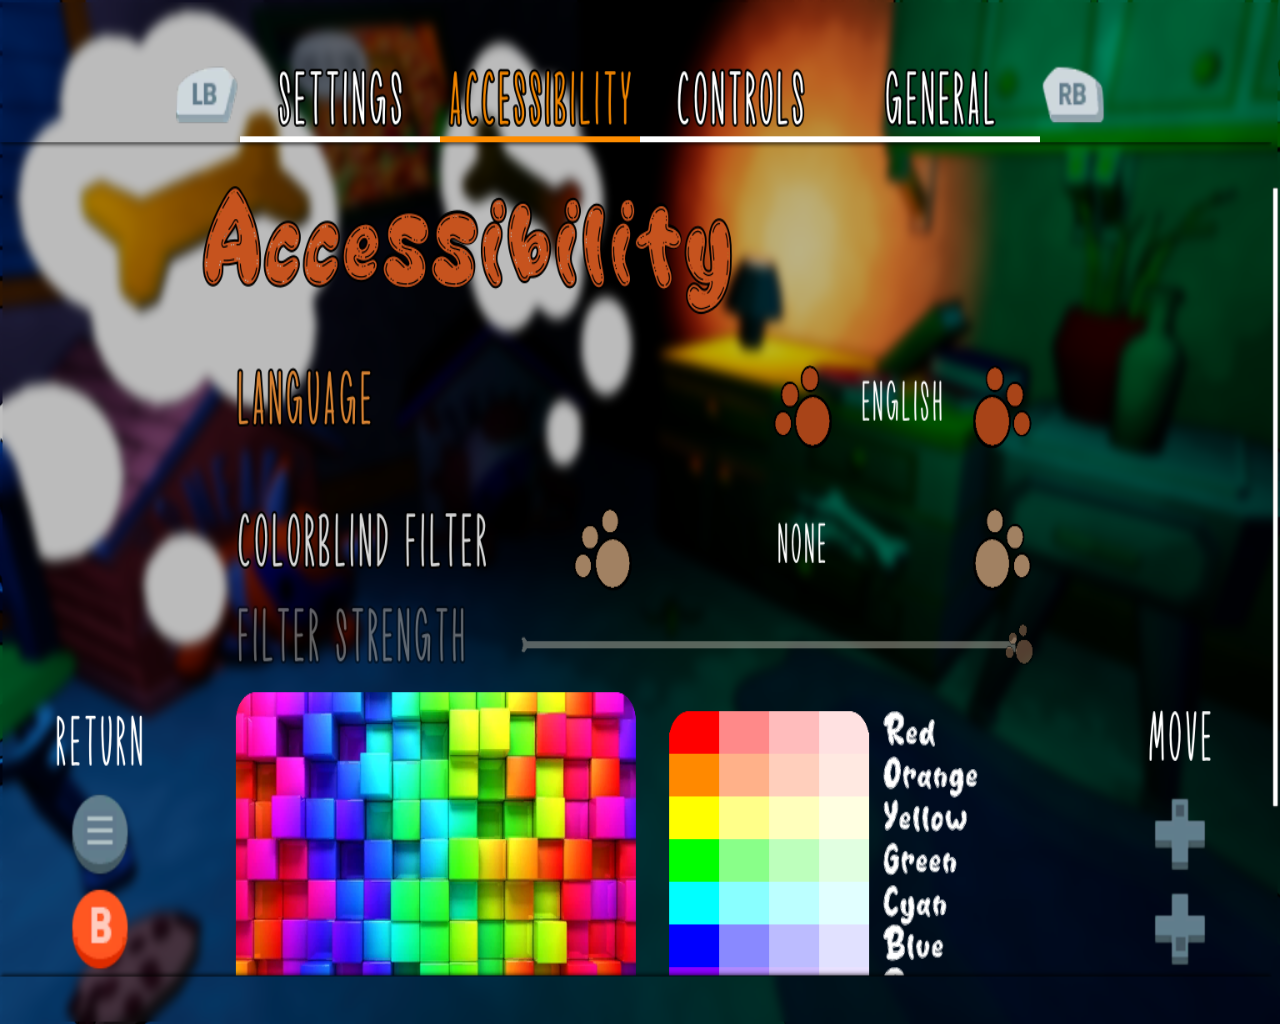 LB SETTINGS ACCESSIBILITY CONTROLS GENERAL RB
Accessibility
LANGUAGE ENGLISH
COLORBLIND FILTER NONE
FILTER STRENGTH
RETURN
B
Red
Orange
Yellow
Green
Cyan
Blue
MOVE